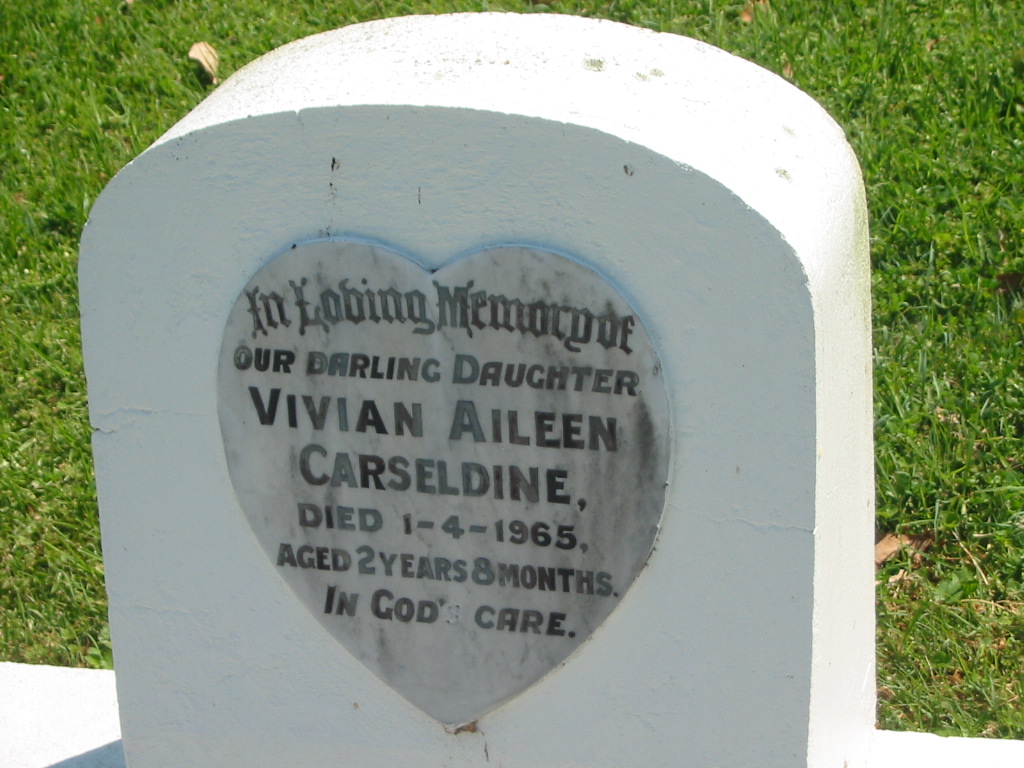 In Loving Memory of
OUR DARLING DAUGHTER
VIVIAN AILEEN
CARSELDINE,
DIED 1-4-1965,
AGED 2 YEARS 8 MONTHS.
IN GOD'S CARE.